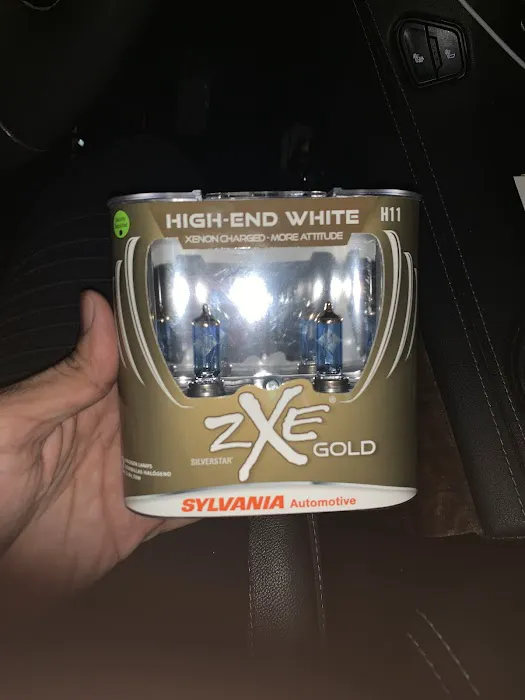 HIGH-END WHITE H11
XENON CHARGED - MORE ATTITUDE
ZXE®
SILVERSTAR®
GOLD
SYLVANIA Automotive